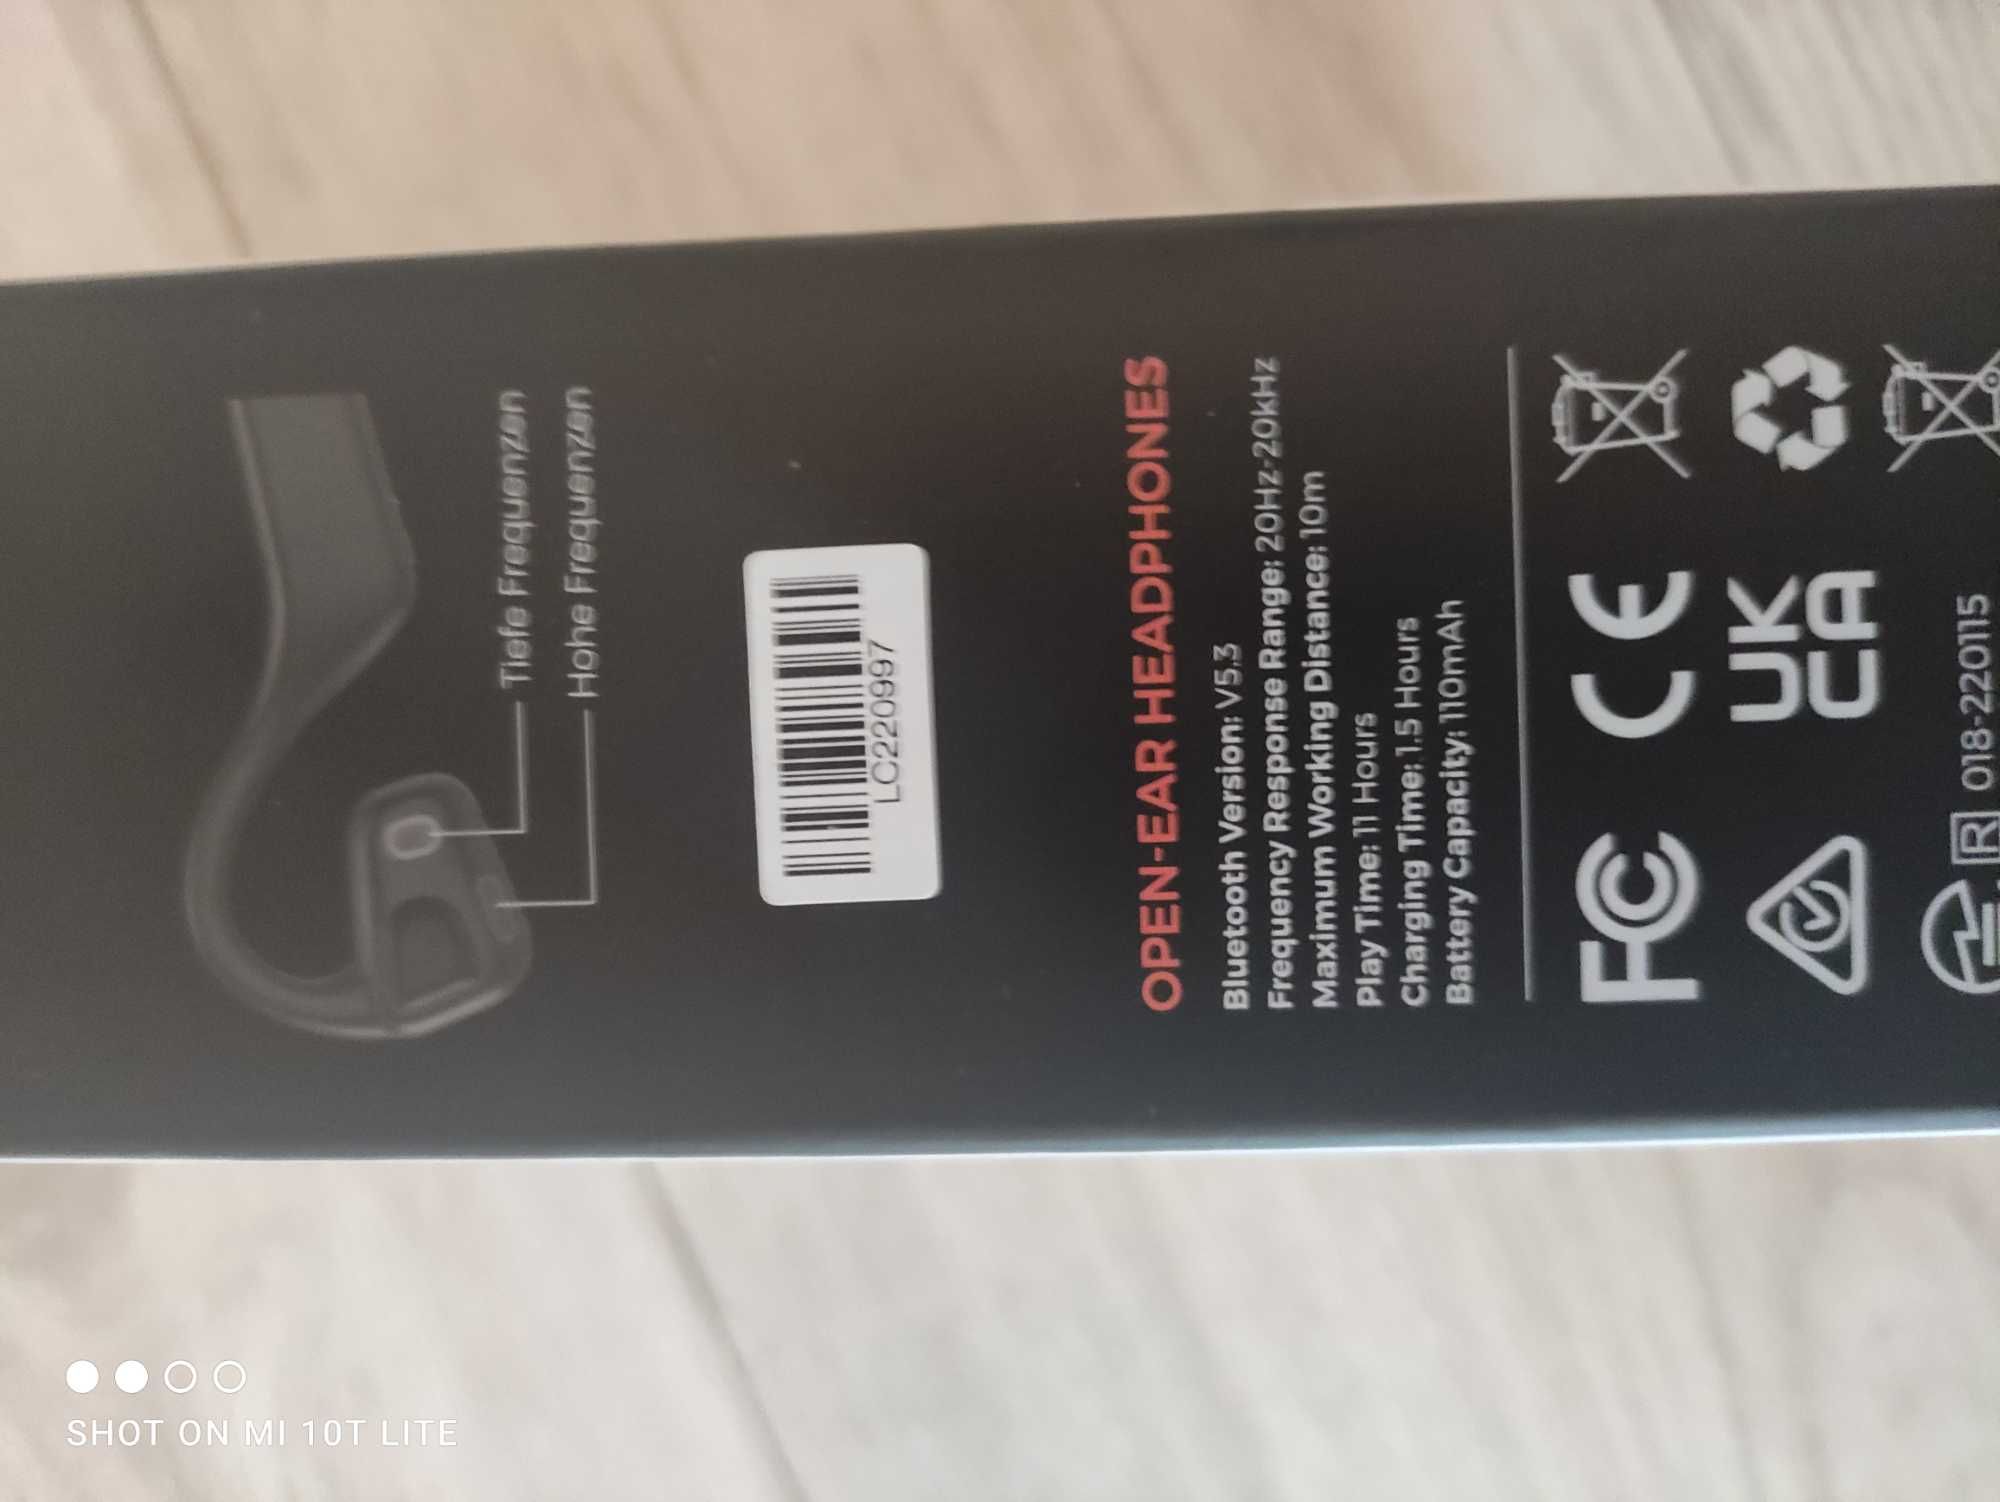 Tiefe Frequenzen
Hohe Frequenzen
LC220997
OPEN-EAR HEADPHONES
Bluetooth Version: V5.3
Frequency Response Range: 20Hz-20kHz
Maximum Working Distance: 10m
Play Time: 11 Hours
Charging Time: 1.5 Hours
Battery Capacity: 110mAh
FC CE
UK
CA
R 018-220115
SHOT ON MI 10T LITE